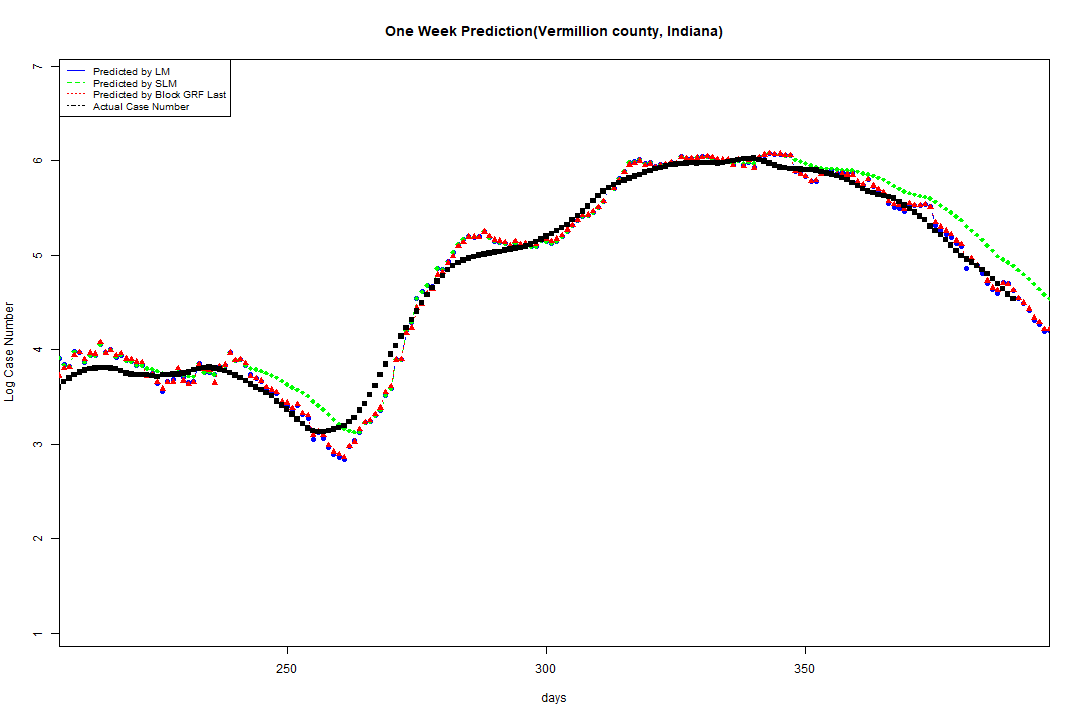 One Week Prediction(Vermillion county, Indiana)
Predicted by LM
Predicted by SLM
Predicted by Block GRF Last
Actual Case Number
7
6
5
4
3
2
1
Log Case Number
250 300 350
days